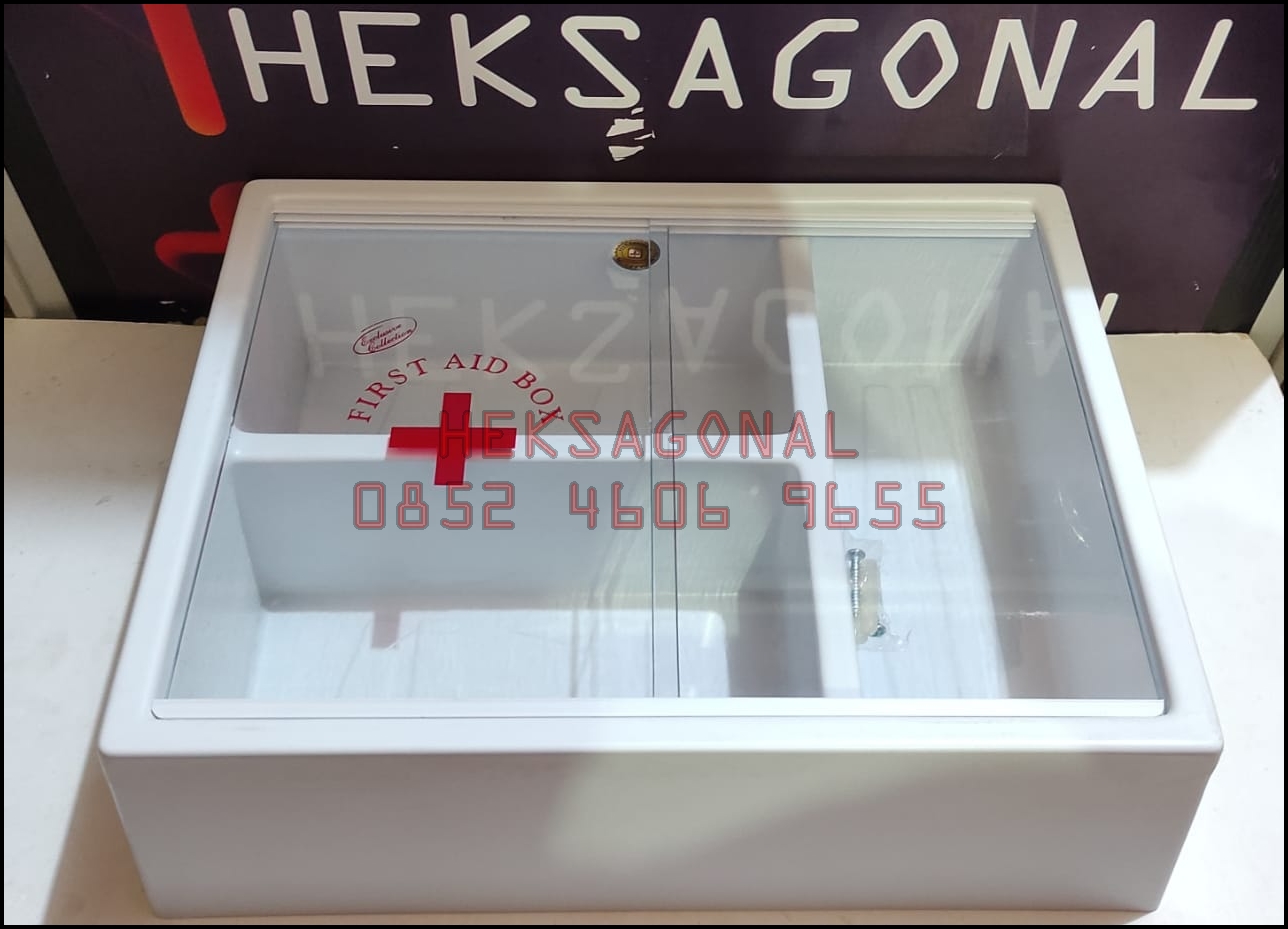 HEKSAGONAL
Exclusive
Collection
FIRST AID BOX
HEKSAGONAL
0852 4606 9655